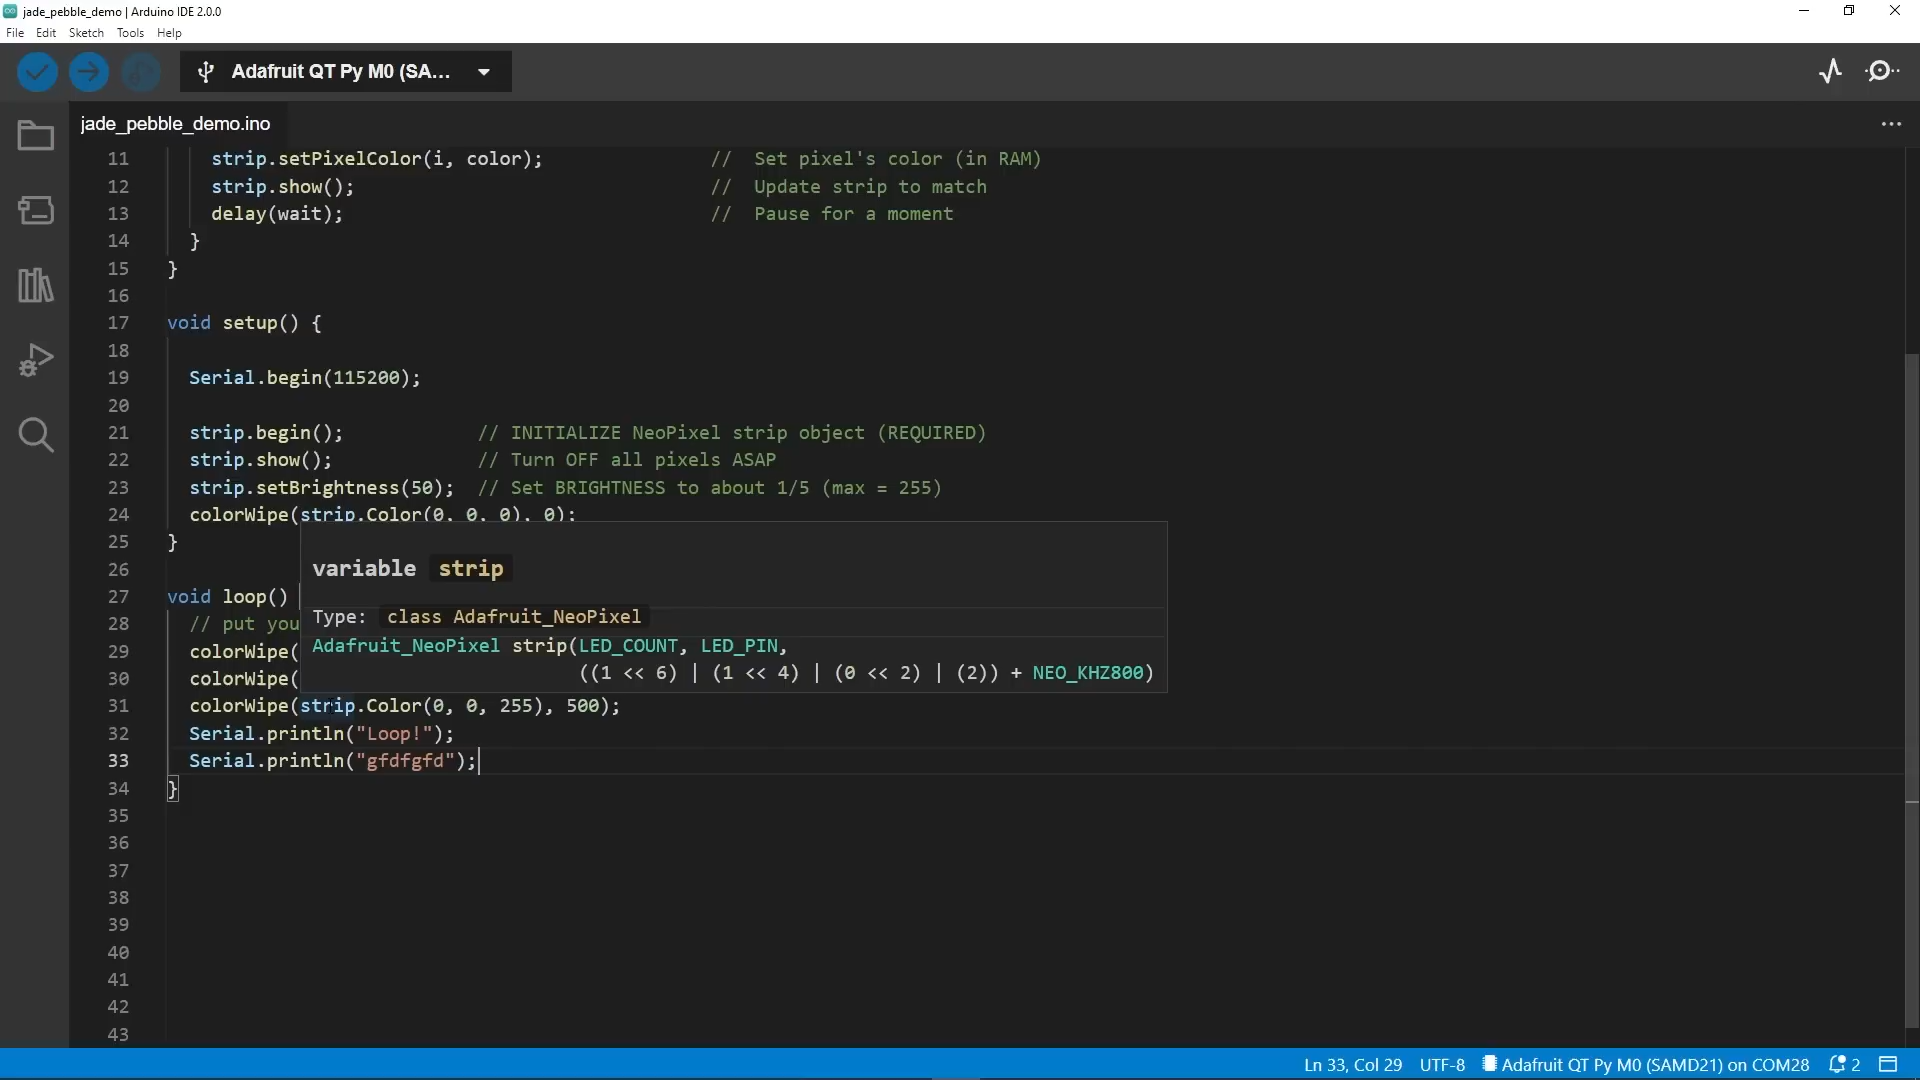 jade_pebble_demo | Arduino IDE 2.0.0
File Edit Sketch Tools Help
Adafruit QT Py M0 (SA...
jade_pebble_demo.ino
11 strip.setPixelColor(i, color); // Set pixel's color (in RAM)
12 strip.show(); // Update strip to match
13 delay(wait); // Pause for a moment
14 }
15 }
16
17 void setup() {
18
19 Serial.begin(115200);
20
21 strip.begin(); // INITIALIZE NeoPixel strip object (REQUIRED)
22 strip.show(); // Turn OFF all pixels ASAP
23 strip.setBrightness(50); // Set BRIGHTNESS to about 1/5 (max = 255)
24 colorWipe(strip.Color(0, 0, 0), 0);
25 }
26
variable strip
27 void loop()
Type: class Adafruit_NeoPixel
28 // put you
Adafruit_NeoPixel strip(LED_COUNT, LED_PIN,
29 colorWipe(
((1 << 6) | (1 << 4) | (0 << 2) | (2)) + NEO_KHZ800)
30 colorWipe(
31 colorWipe(strip.Color(0, 0, 255), 500);
32 Serial.println("Loop!");
33 Serial.println("gfdfgfd");
34 }
35
36
37
38
39
40
41
42
43
Ln 33, Col 29 UTF-8 Adafruit QT Py M0 (SAMD21) on COM28 2